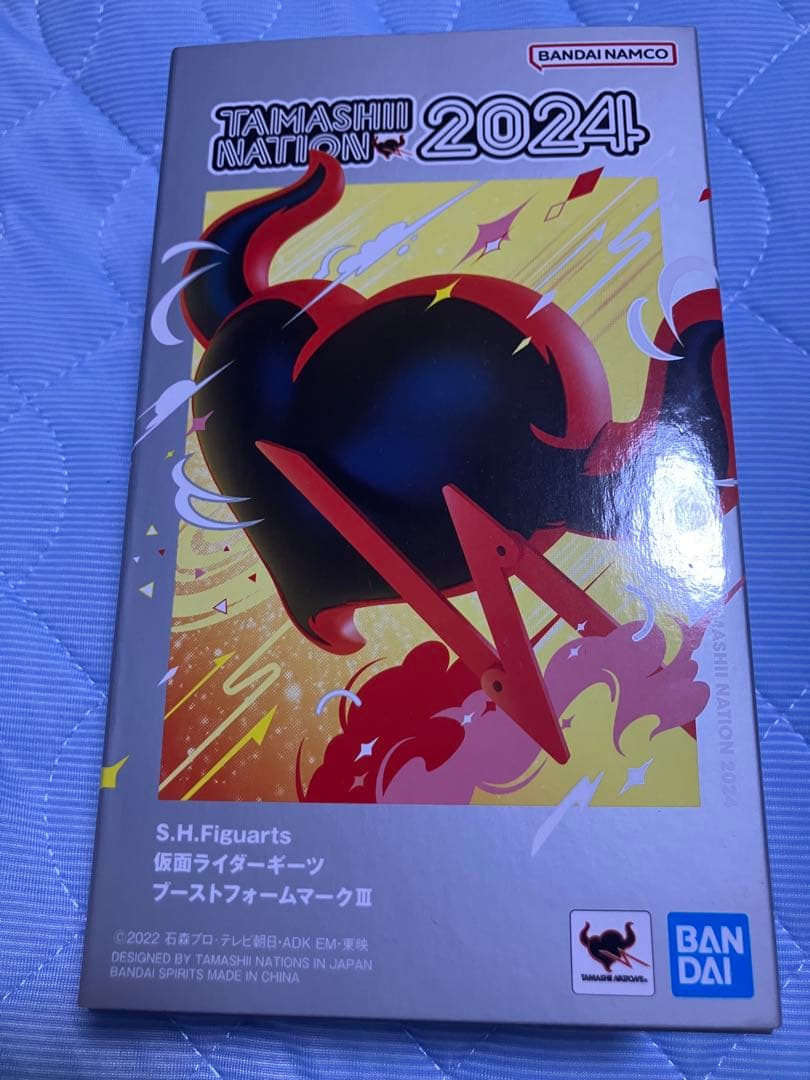 BANDAI NAMCO
TAMASHII NATION 2024
TAMASHII NATION 2024
S.H.Figuarts
仮面ライダーギーツ
ブーストフォームマークⅢ
©2022 石森プロ・テレビ朝日・ADK EM・東映
DESIGNED BY TAMASHII NATIONS IN JAPAN
BANDAI SPIRITS MADE IN CHINA
TAMASHII NATIONS
BAN
DAI